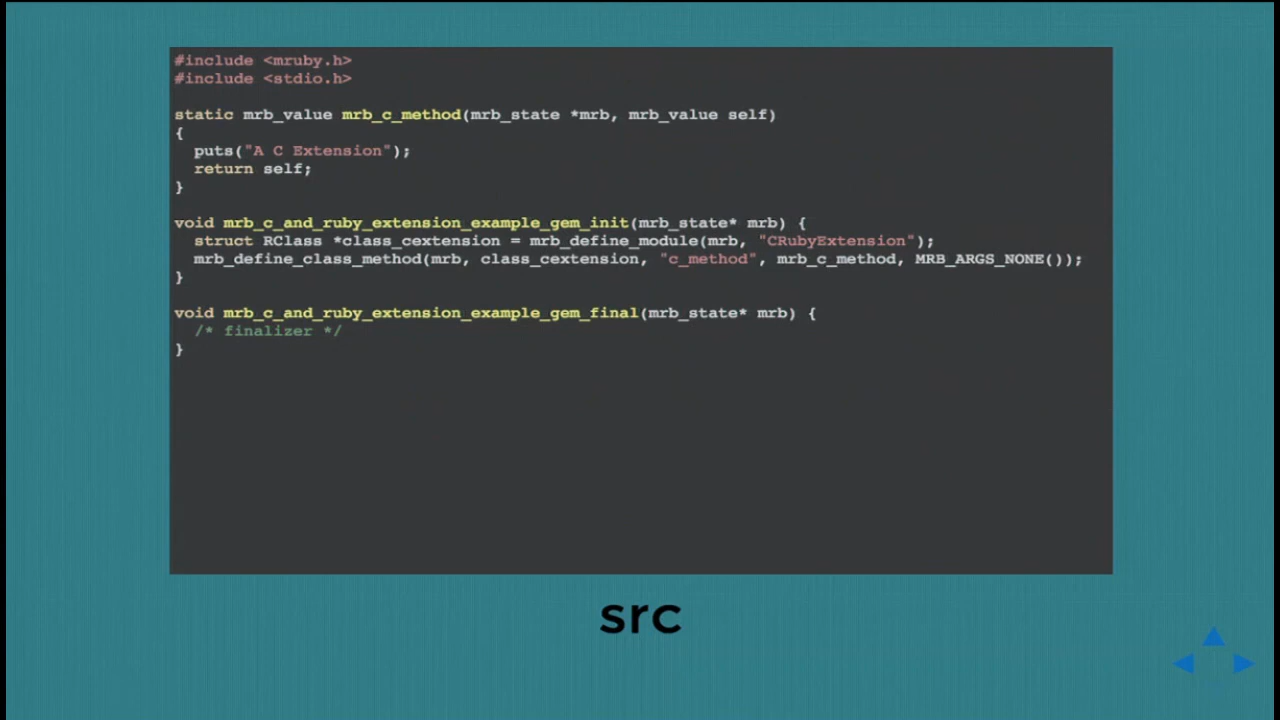 #include <mruby.h>
#include <stdio.h>
static mrb_value mrb_c_method(mrb_state *mrb, mrb_value self)
{
  puts("A C Extension");
  return self;
}
void mrb_c_and_ruby_extension_example_gem_init(mrb_state* mrb) {
  struct RClass *class_cextension = mrb_define_module(mrb, "CRubyExtension");
  mrb_define_class_method(mrb, class_cextension, "c_method", mrb_c_method, MRB_ARGS_NONE());
}
void mrb_c_and_ruby_extension_example_gem_final(mrb_state* mrb) {
  /* finalizer */
}
src